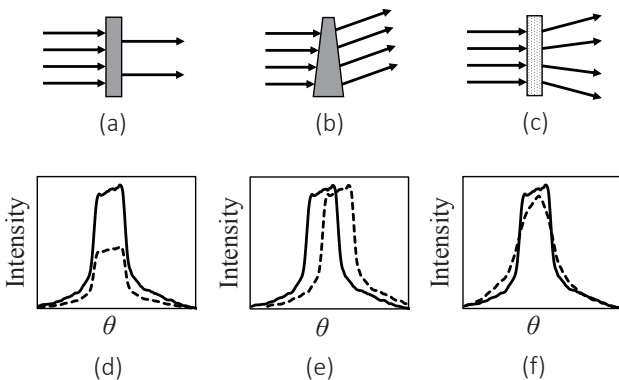 (a) (b) (c)
Intensity Intensity Intensity
θ θ θ
(d) (e) (f)